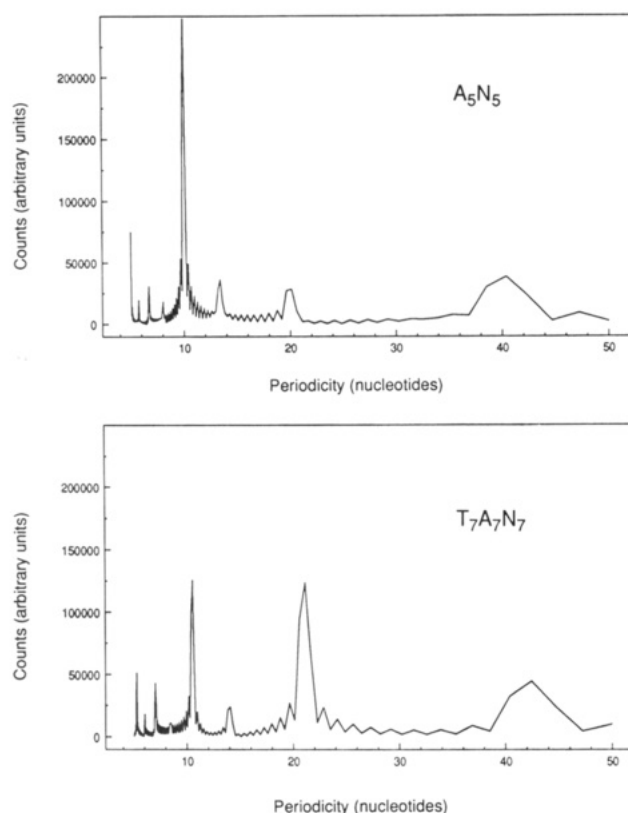 A5N5
Counts (arbitrary units)
200000
150000
100000
50000
0
10 20 30 40 50
Periodicity (nucleotides)
T7A7N7
Counts (arbitrary units)
200000
150000
100000
50000
0
10 20 30 40 50
Periodicity (nucleotides)